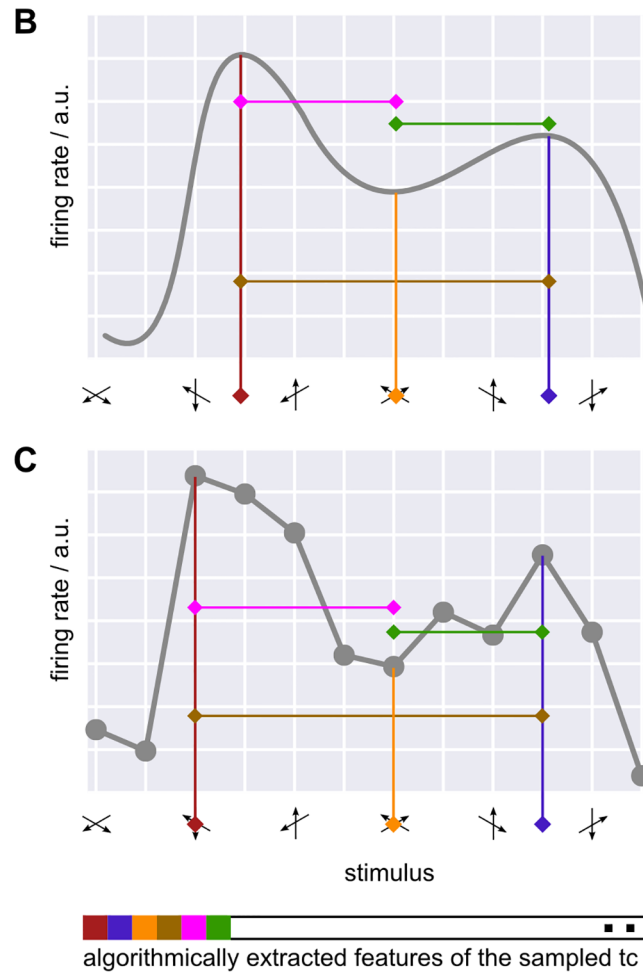 B
firing rate / a.u.
C
firing rate / a.u.
stimulus
algorithmically extracted features of the sampled tc